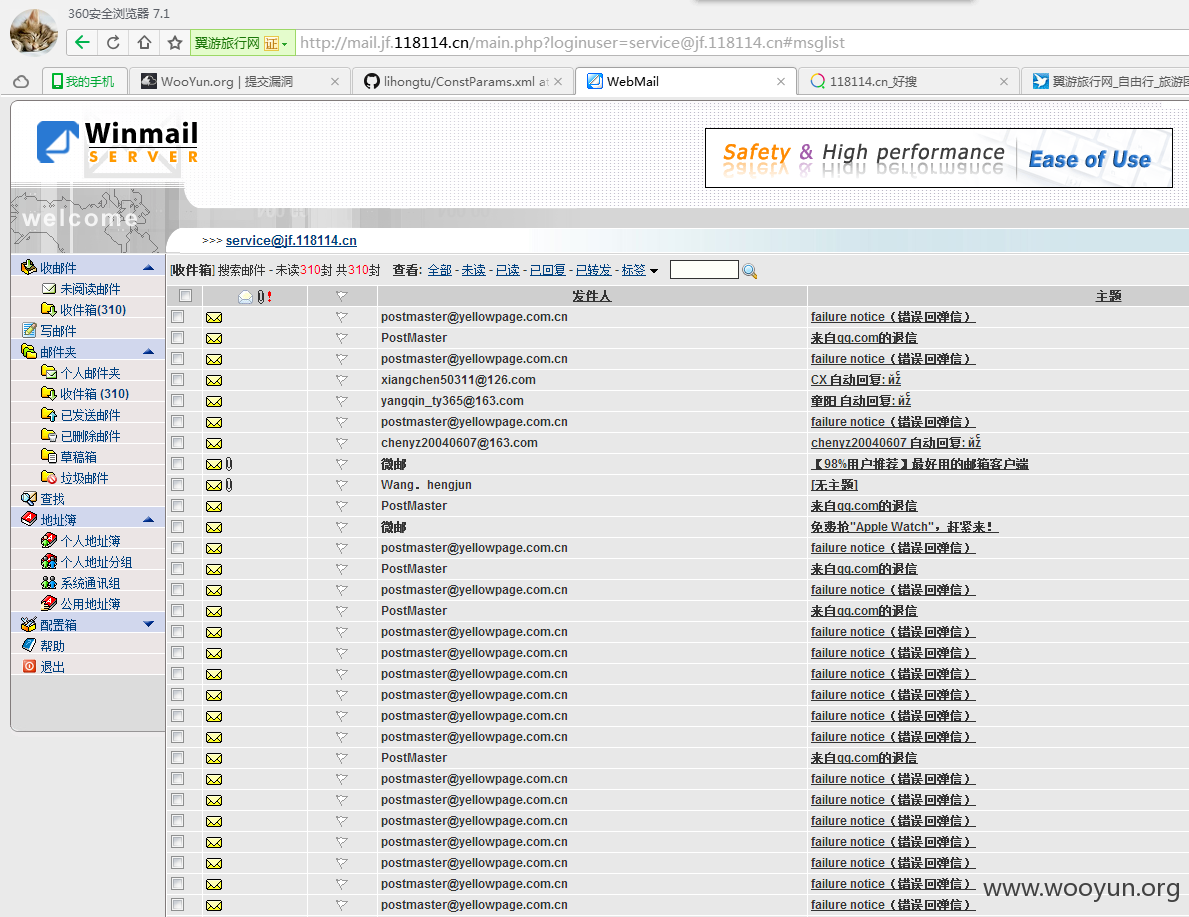 360安全浏览器 7.1
翼游旅行网 证 http://mail.jf.118114.cn/main.php?loginuser=service@jf.118114.cn#msglist
我的手机 WooYun.org | 提交漏洞 lihongtu/ConstParams.xml at WebMail 118114.cn_好搜 翼游旅行网_自由行_旅游团
Winmail
SERVER
Safety & High performance Ease of Use
welcome
>>> service@jf.118114.cn
收邮件
未阅读邮件
收件箱(310)
写邮件
邮件夹
个人邮件夹
收件箱 (310)
已发送邮件
已删除邮件
草稿箱
垃圾邮件
查找
地址簿
个人地址簿
个人地址分组
系统通讯组
公用地址簿
配置箱
帮助
退出
[收件箱] 搜索邮件 - 未读310封 共310封 查看: 全部 - 未读 - 已读 - 已回复 - 已转发 - 标签
发件人 主题
postmaster@yellowpage.com.cn failure notice（错误回弹信）
PostMaster 来自qq.com的退信
postmaster@yellowpage.com.cn failure notice（错误回弹信）
xiangchen50311@126.com CX 自动回复:
yangqin_ty365@163.com 童阳 自动回复:
postmaster@yellowpage.com.cn failure notice（错误回弹信）
chenyz20040607@163.com chenyz20040607 自动回复:
微邮 【98%用户推荐】最好用的邮箱客户端
Wang。hengjun [无主题]
PostMaster 来自qq.com的退信
微邮 免费抢"Apple Watch"，赶紧来！
postmaster@yellowpage.com.cn failure notice（错误回弹信）
PostMaster 来自qq.com的退信
postmaster@yellowpage.com.cn failure notice（错误回弹信）
PostMaster 来自qq.com的退信
postmaster@yellowpage.com.cn failure notice（错误回弹信）
postmaster@yellowpage.com.cn failure notice（错误回弹信）
postmaster@yellowpage.com.cn failure notice（错误回弹信）
postmaster@yellowpage.com.cn failure notice（错误回弹信）
postmaster@yellowpage.com.cn failure notice（错误回弹信）
postmaster@yellowpage.com.cn failure notice（错误回弹信）
PostMaster 来自qq.com的退信
postmaster@yellowpage.com.cn failure notice（错误回弹信）
postmaster@yellowpage.com.cn failure notice（错误回弹信）
postmaster@yellowpage.com.cn failure notice（错误回弹信）
postmaster@yellowpage.com.cn failure notice（错误回弹信）
postmaster@yellowpage.com.cn failure notice（错误回弹信）
postmaster@yellowpage.com.cn failure notice（错误回弹信）
postmaster@yellowpage.com.cn failure notice（错误回弹信）
www.wooyun.org